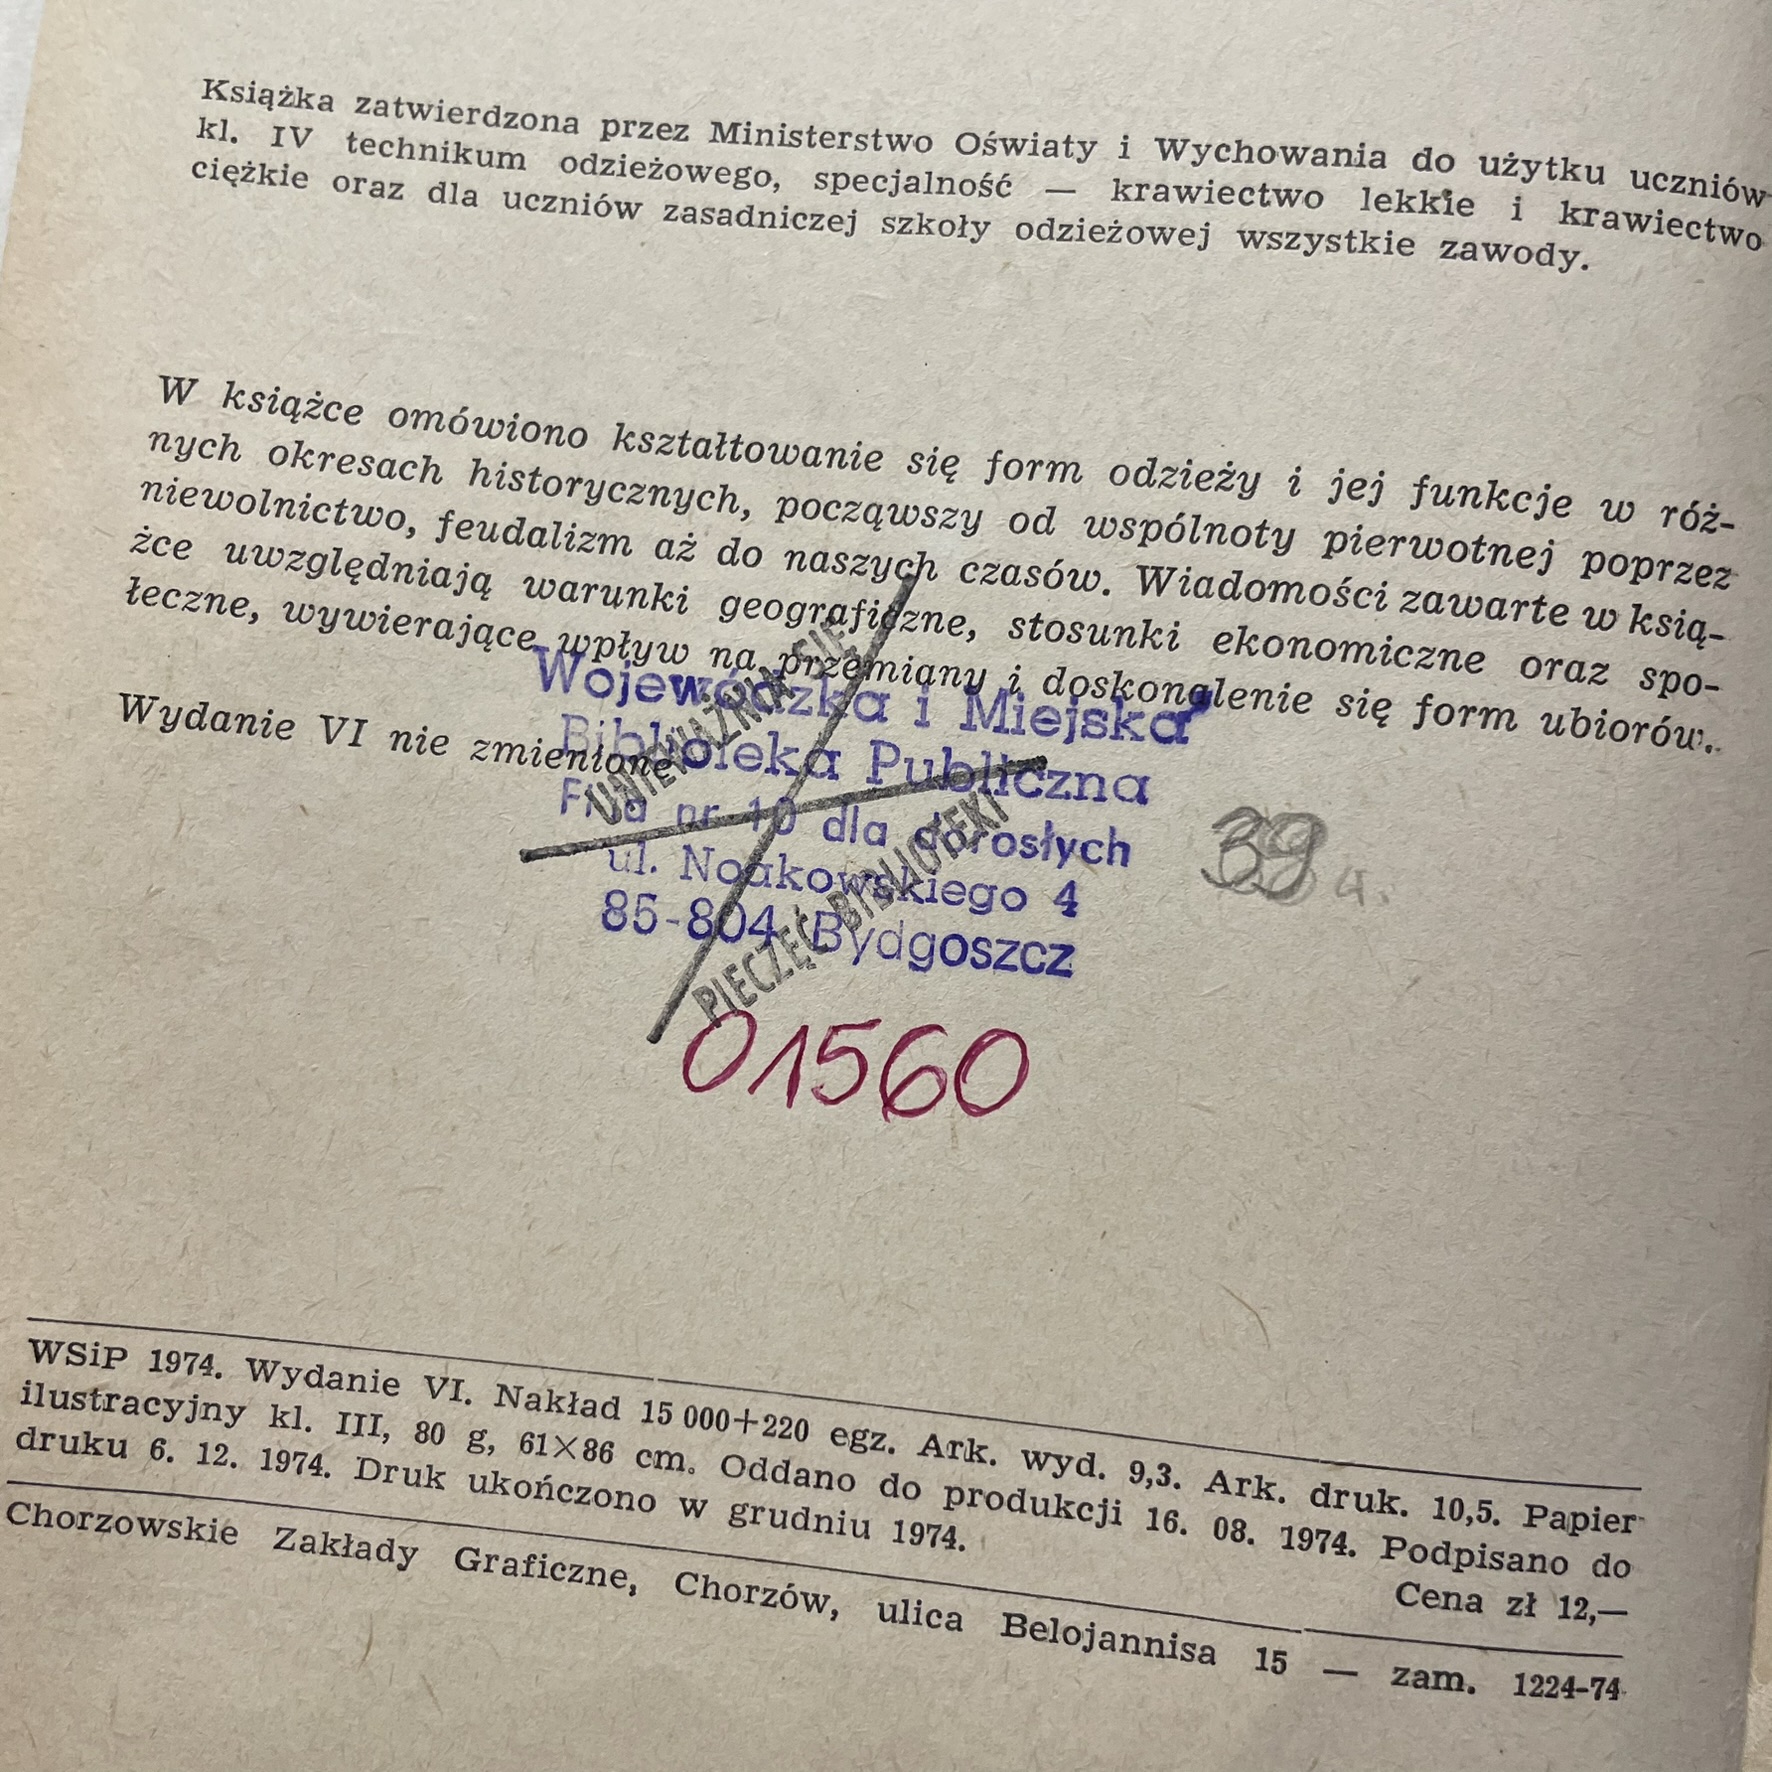 Książka zatwierdzona przez Ministerstwo Oświaty i Wychowania do użytku uczniów
kl. IV technikum odzieżowego, specjalność — krawiectwo lekkie i krawiectwo
ciężkie oraz dla uczniów zasadniczej szkoły odzieżowej wszystkie zawody.
W książce omówiono kształtowanie się form odzieży i jej funkcje w róż-
nych okresach historycznych, począwszy od wspólnoty pierwotnej poprzez
niewolnictwo, feudalizm aż do naszych czasów. Wiadomości zawarte w ksią-
żce uwzględniają warunki geograficzne, stosunki ekonomiczne oraz spo-
łeczne, wywierające wpływ na przemiany i doskonalenie się form ubiorów.
Wydanie VI nie zmienione
Wojewódzka i Miejska
Biblioteka Publiczna
Filia nr 10 dla dorosłych
ul. Noakowskiego 4
85-804 Bydgoszcz
UNIEWAŻNIA SIĘ
PIECZĘĆ BIBLIOTEKI
39
01560
WSiP 1974. Wydanie VI. Nakład 15 000+220 egz. Ark. wyd. 9,3. Ark. druk. 10,5. Papier
ilustracyjny kl. III, 80 g, 61×86 cm. Oddano do produkcji 16. 08. 1974. Podpisano do
druku 6. 12. 1974. Druk ukończono w grudniu 1974.
Cena zł 12,—
Chorzowskie Zakłady Graficzne, Chorzów, ulica Belojannisa 15 — zam. 1224-74